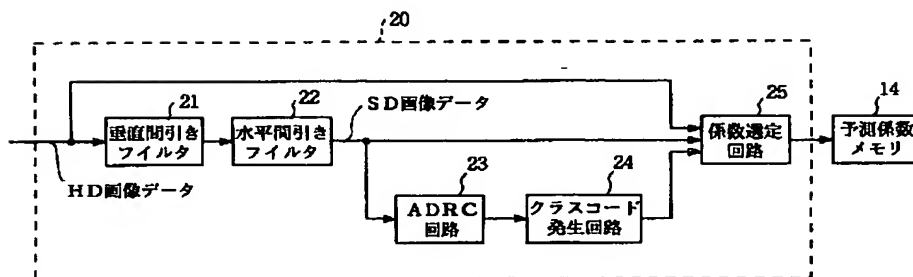 20
21
22
垂直間引き
フイルタ
水平間引き
フイルタ
SD画像データ
HD画像データ
25
係数選定
回路
14
予測係数
メモリ
23
ADRC
回路
24
クラスコード
発生回路